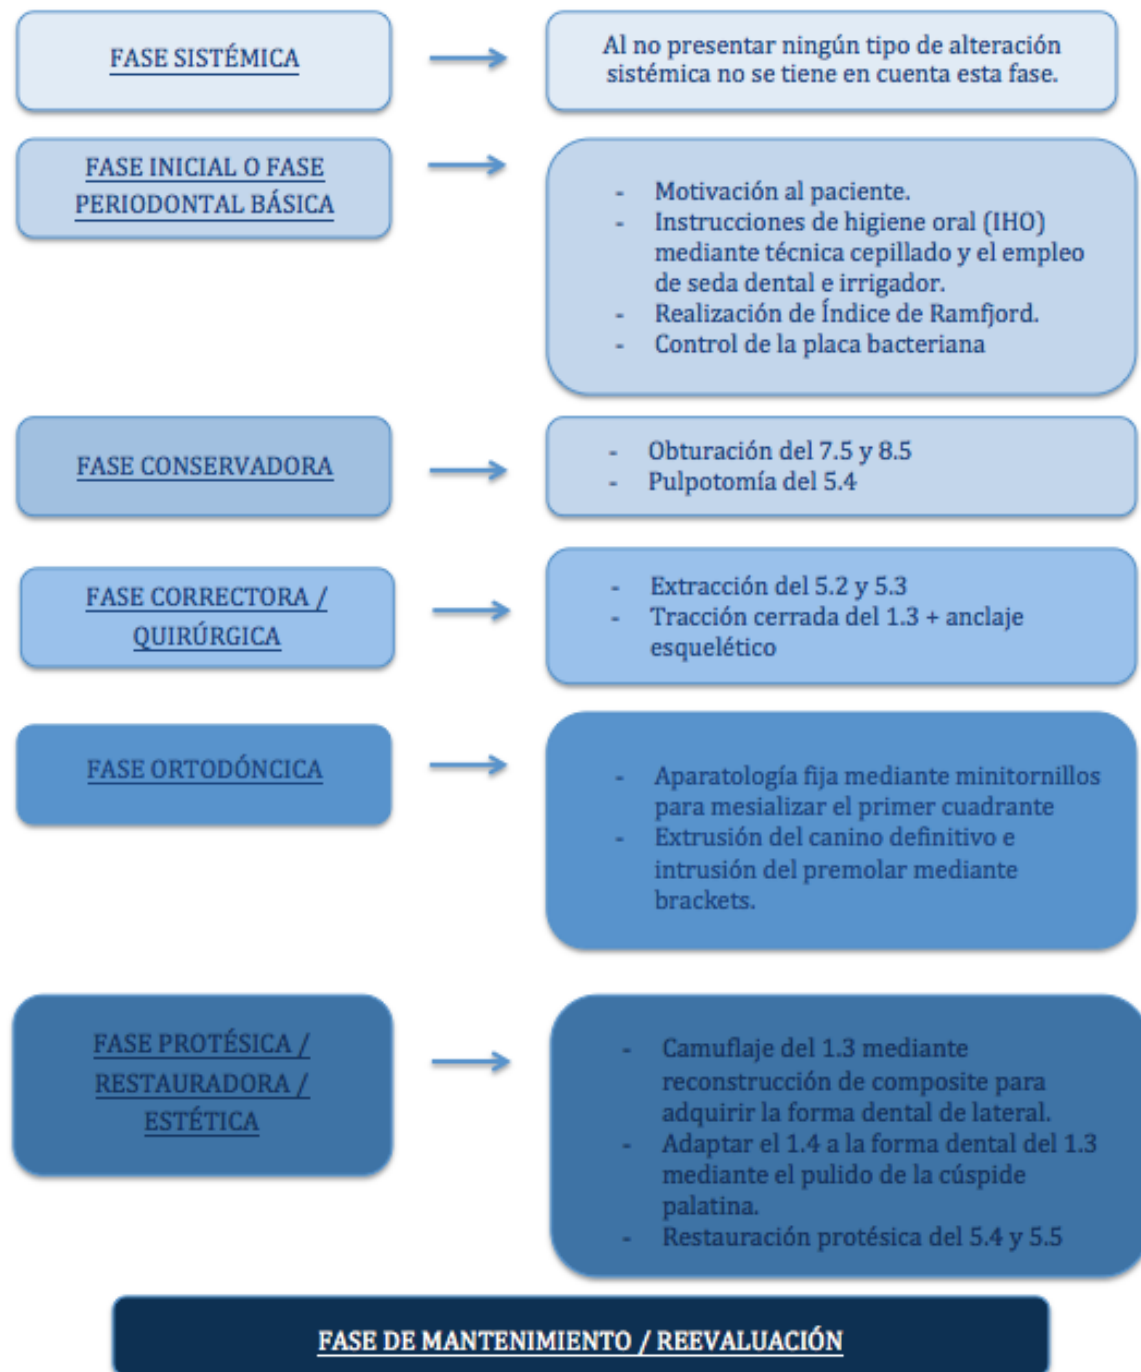 FASE SISTÉMICA
Al no presentar ningún tipo de alteración
sistémica no se tiene en cuenta esta fase.
FASE INICIAL O FASE
PERIODONTAL BÁSICA
- Motivación al paciente.
- Instrucciones de higiene oral (IHO)
mediante técnica cepillado y el empleo
de seda dental e irrigador.
- Realización de Índice de Ramfjord.
- Control de la placa bacteriana
FASE CONSERVADORA
- Obturación del 7.5 y 8.5
- Pulpotomía del 5.4
FASE CORRECTORA /
QUIRÚRGICA
- Extracción del 5.2 y 5.3
- Tracción cerrada del 1.3 + anclaje
esquelético
FASE ORTODÓNCICA
- Aparatología fija mediante minitornillos
para mesializar el primer cuadrante
- Extrusión del canino definitivo e
intrusión del premolar mediante
brackets.
FASE PROTÉSICA /
RESTAURADORA /
ESTÉTICA
- Camuflaje del 1.3 mediante
reconstrucción de composite para
adquirir la forma dental de lateral.
- Adaptar el 1.4 a la forma dental del 1.3
mediante el pulido de la cúspide
palatina.
- Restauración protésica del 5.4 y 5.5
FASE DE MANTENIMIENTO / REEVALUACIÓN